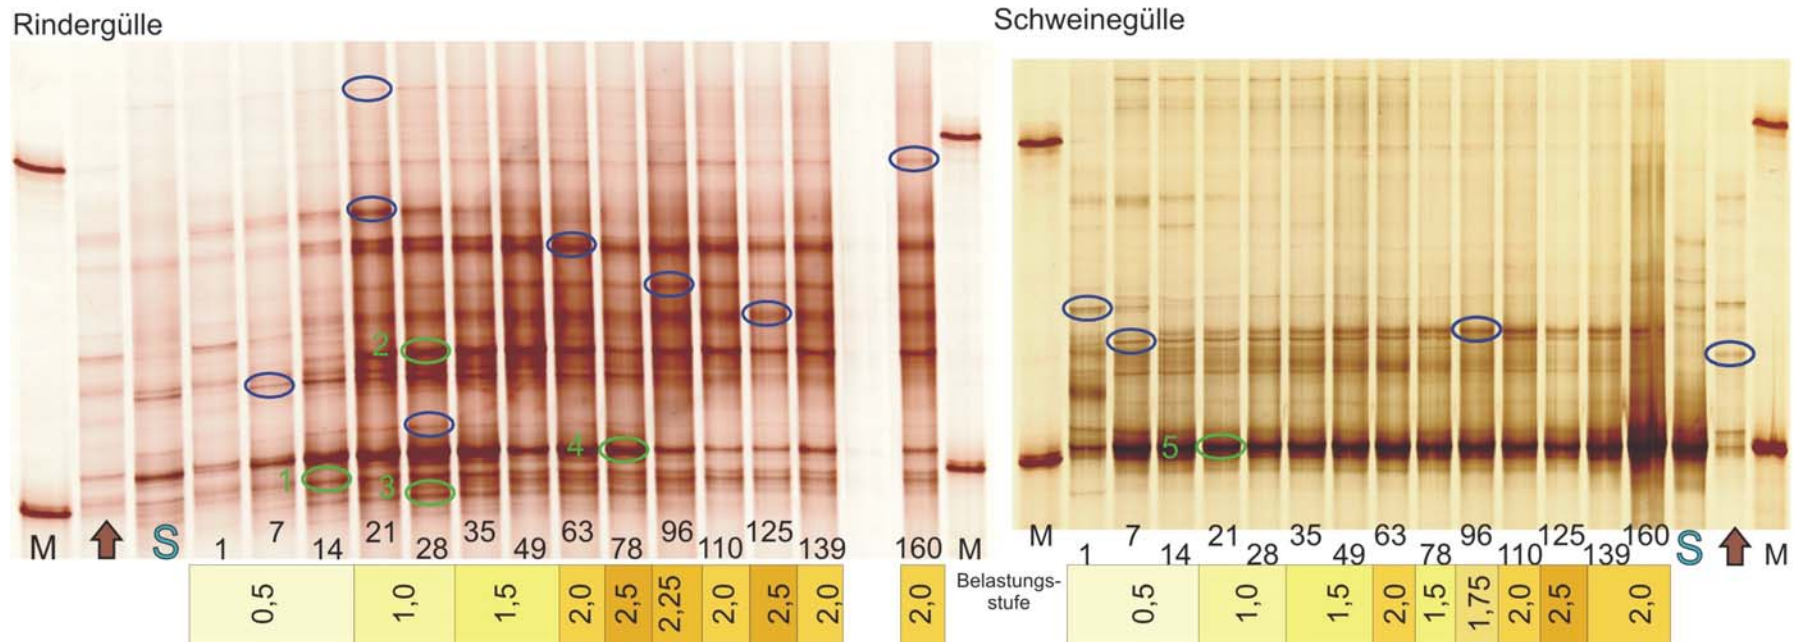 Rindergülle
Schweinegülle
2
1
3
4
5
M S 1 7 14 21 28 35 49 63 78 96 110 125 139 160 M
0,5 1,0 1,5 2,0 2,5 2,25 2,0 2,5 2,0 2,0
Belastungs-
stufe
M 1 7 14 21 28 35 49 63 78 96 110 125 139 160 S M
0,5 1,0 1,5 2,0 1,5 1,75 2,0 2,5 2,0